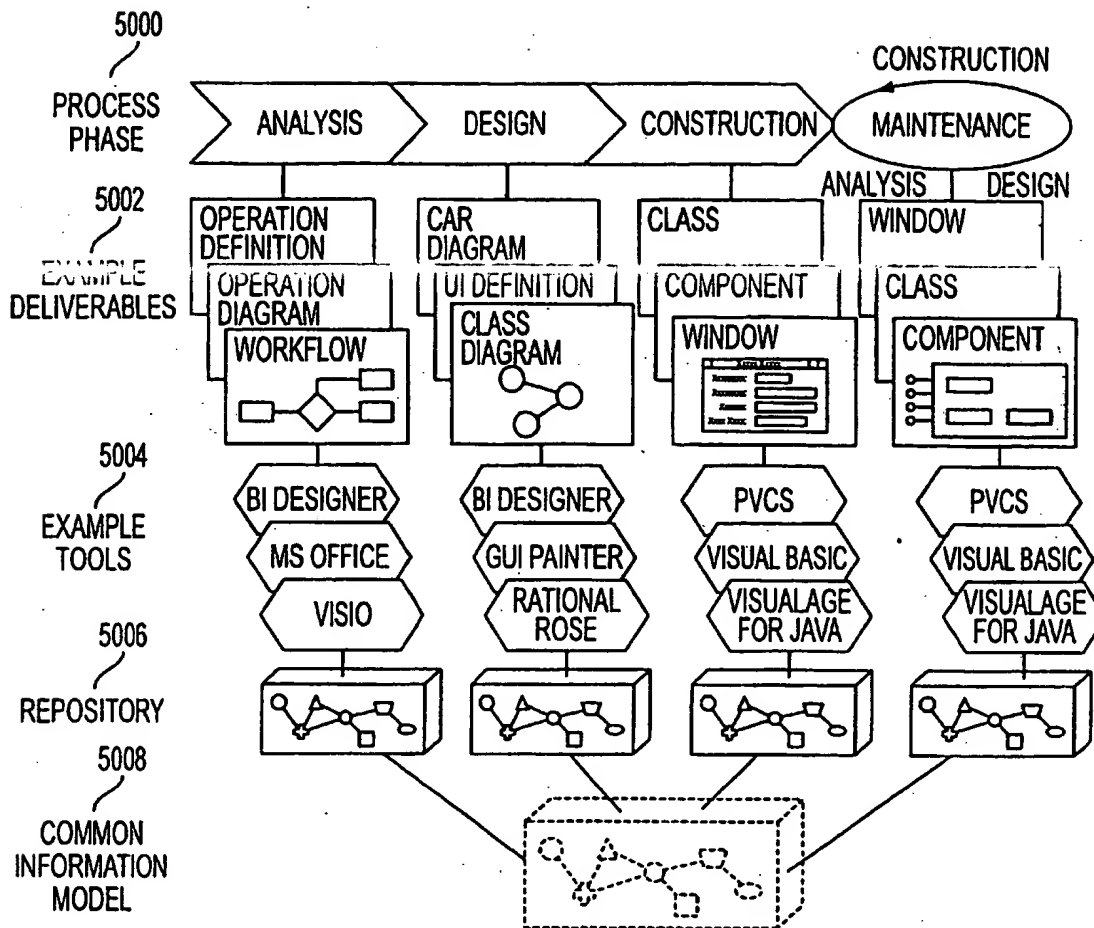 5000
PROCESS
PHASE
ANALYSIS
DESIGN
CONSTRUCTION
CONSTRUCTION
MAINTENANCE
ANALYSIS
DESIGN
5002
EXAMPLE
DELIVERABLES
OPERATION
DEFINITION
OPERATION
DIAGRAM
WORKFLOW
CAR
DIAGRAM
UI DEFINITION
CLASS
DIAGRAM
CLASS
COMPONENT
WINDOW
WINDOW
CLASS
COMPONENT
5004
EXAMPLE
TOOLS
BI DESIGNER
MS OFFICE
VISIO
BI DESIGNER
GUI PAINTER
RATIONAL
ROSE
PVCS
VISUAL BASIC
VISUALAGE
FOR JAVA
PVCS
VISUAL BASIC
VISUALAGE
FOR JAVA
5006
REPOSITORY
5008
COMMON
INFORMATION
MODEL